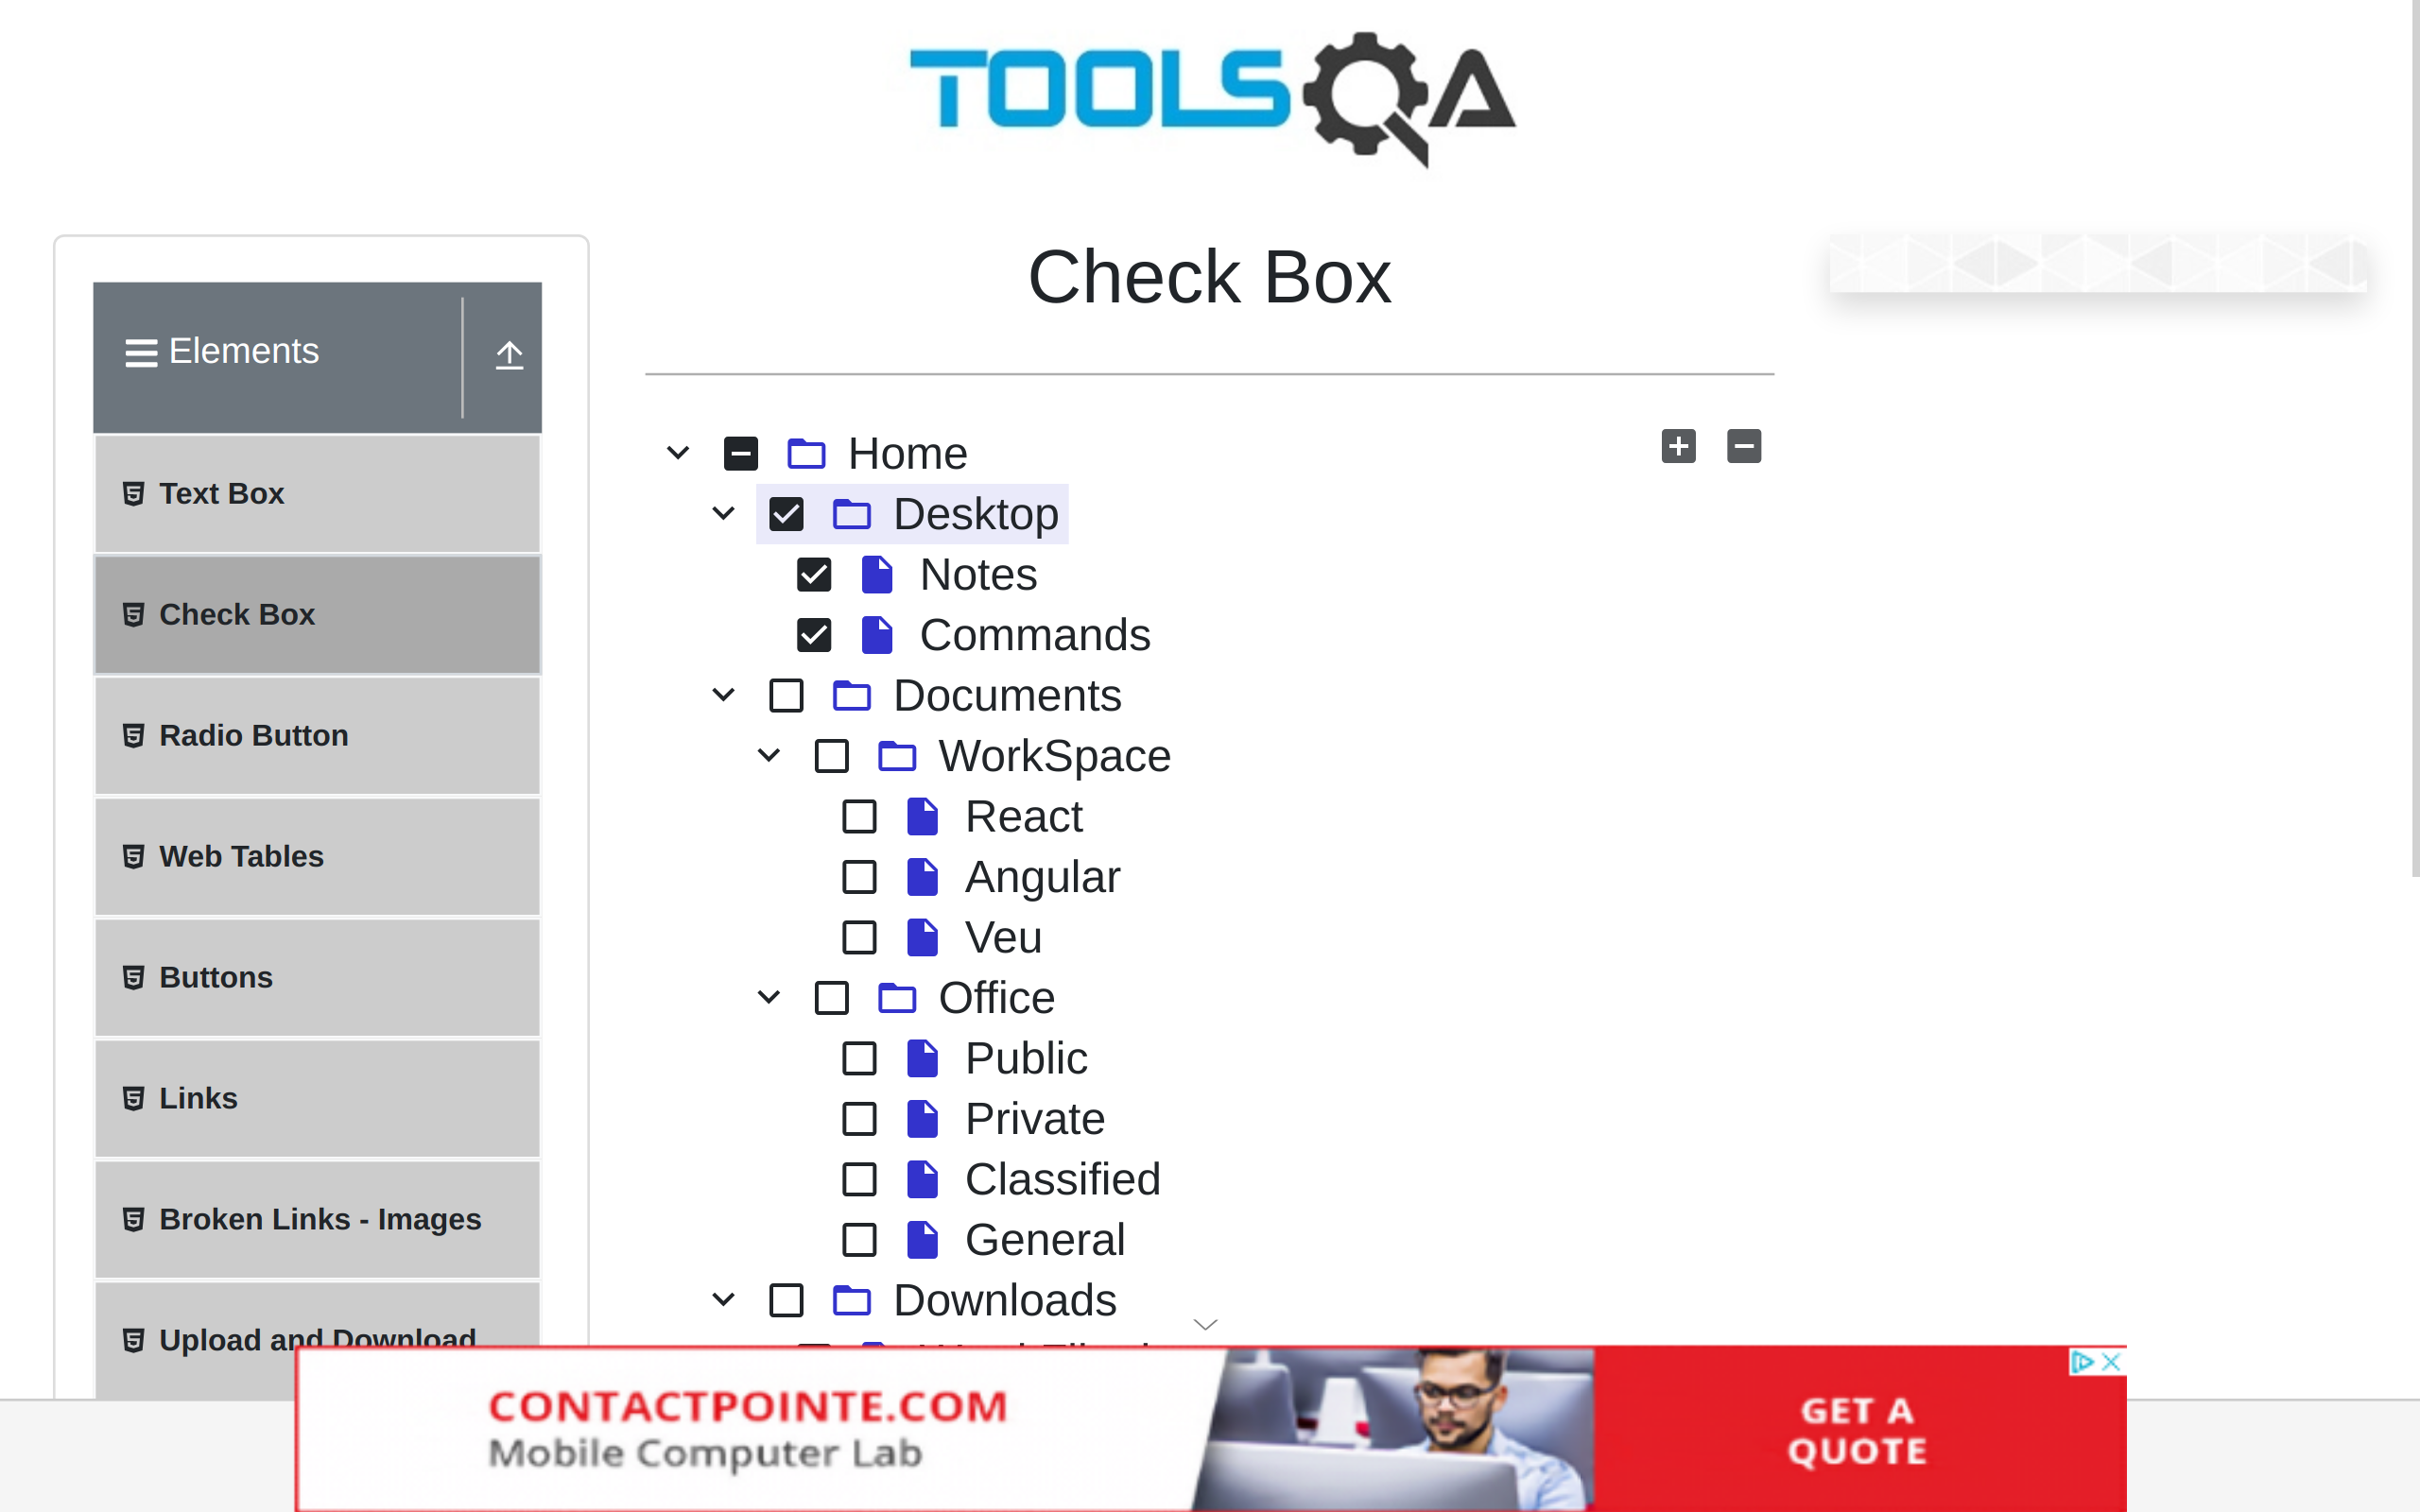 TOOLSQA
Check Box
Elements
Text Box
Check Box
Radio Button
Web Tables
Buttons
Links
Broken Links - Images
Upload and Download
Home
Desktop
Notes
Commands
Documents
WorkSpace
React
Angular
Veu
Office
Public
Private
Classified
General
Downloads
CONTACTPOINTE.COM
Mobile Computer Lab
GET A
QUOTE